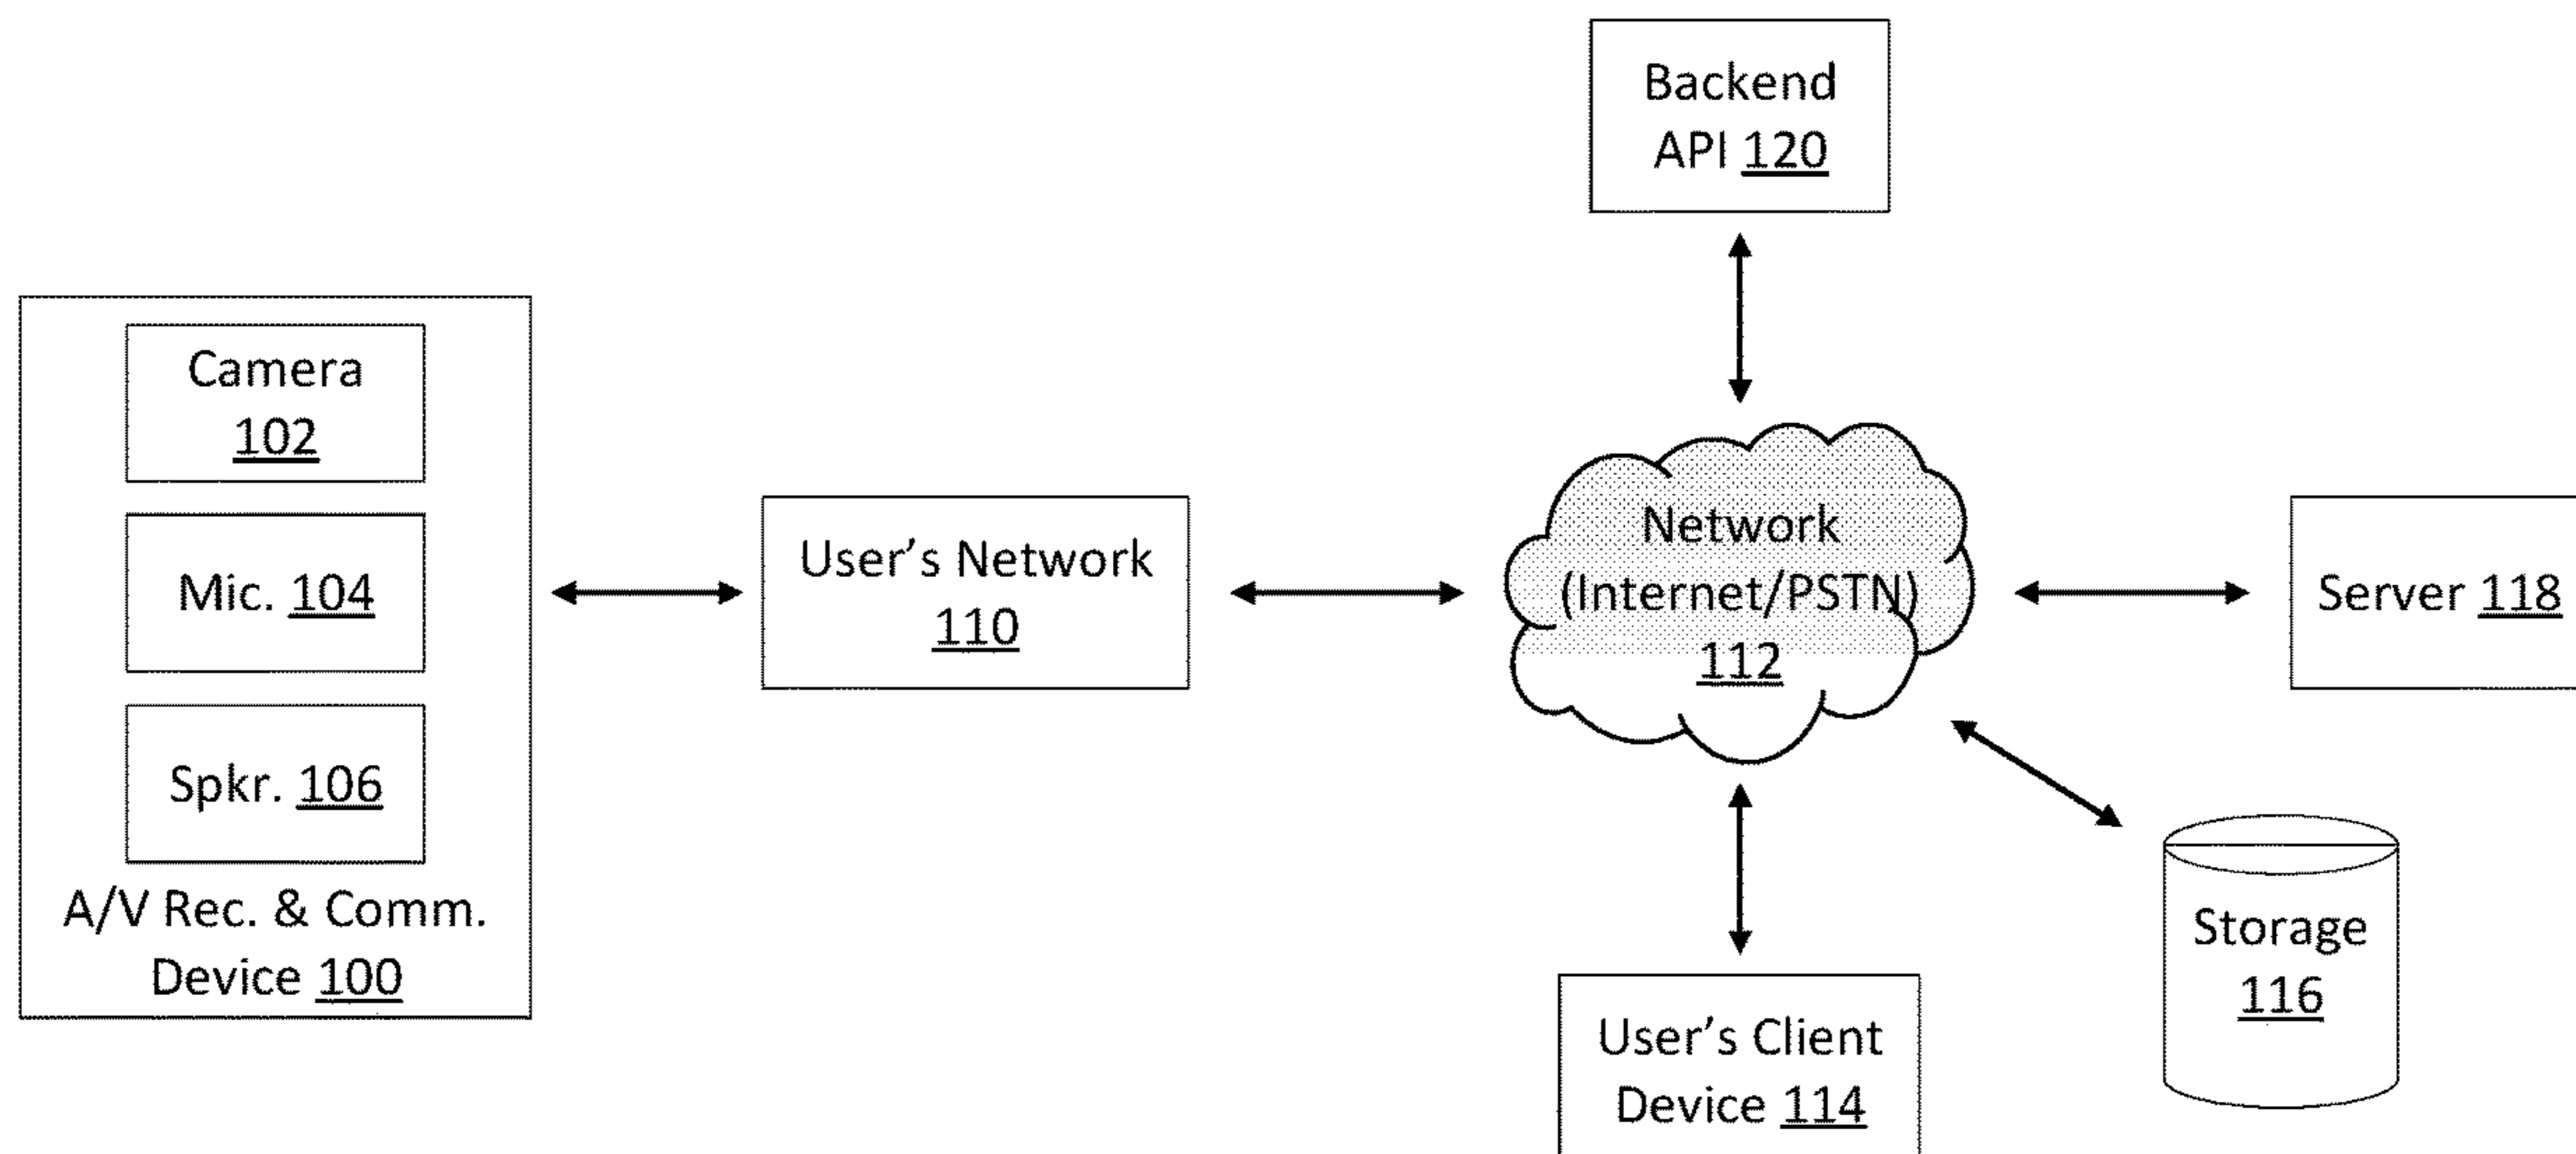 Backend
API 120
Camera
102
Mic. 104
Spkr. 106
A/V Rec. & Comm.
Device 100
User's Network
110
Network
(Internet/PSTN)
112
Server 118
Storage
116
User's Client
Device 114